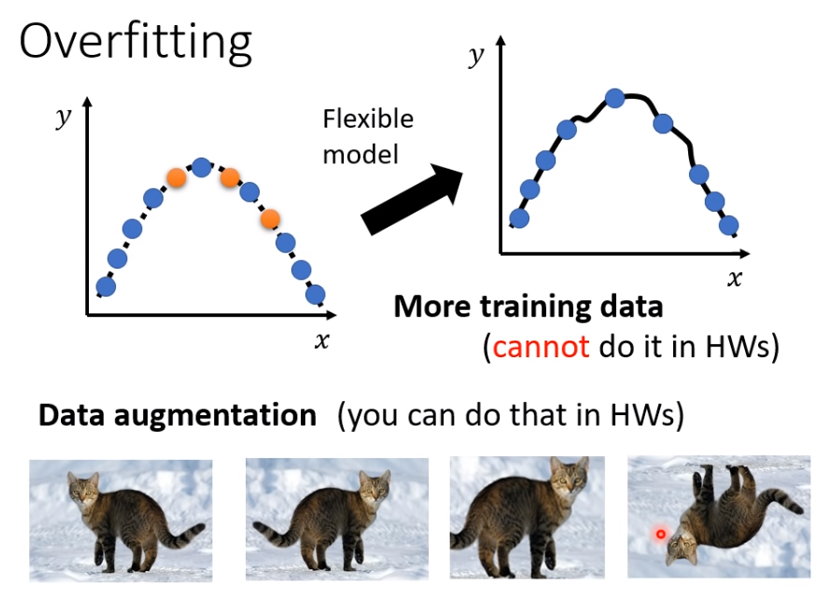 Overfitting
y
x
Flexible
model
y
x
More training data
(cannot do it in HWs)
Data augmentation (you can do that in HWs)